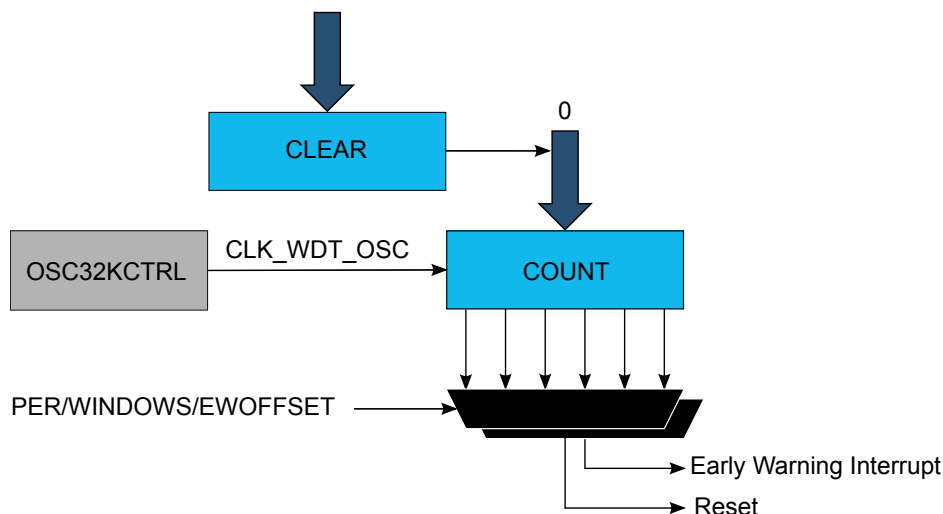 0
CLEAR
CLK_WDT_OSC
OSC32KCTRL
COUNT
PER/WINDOWS/EWOFFSET
Early Warning Interrupt
Reset